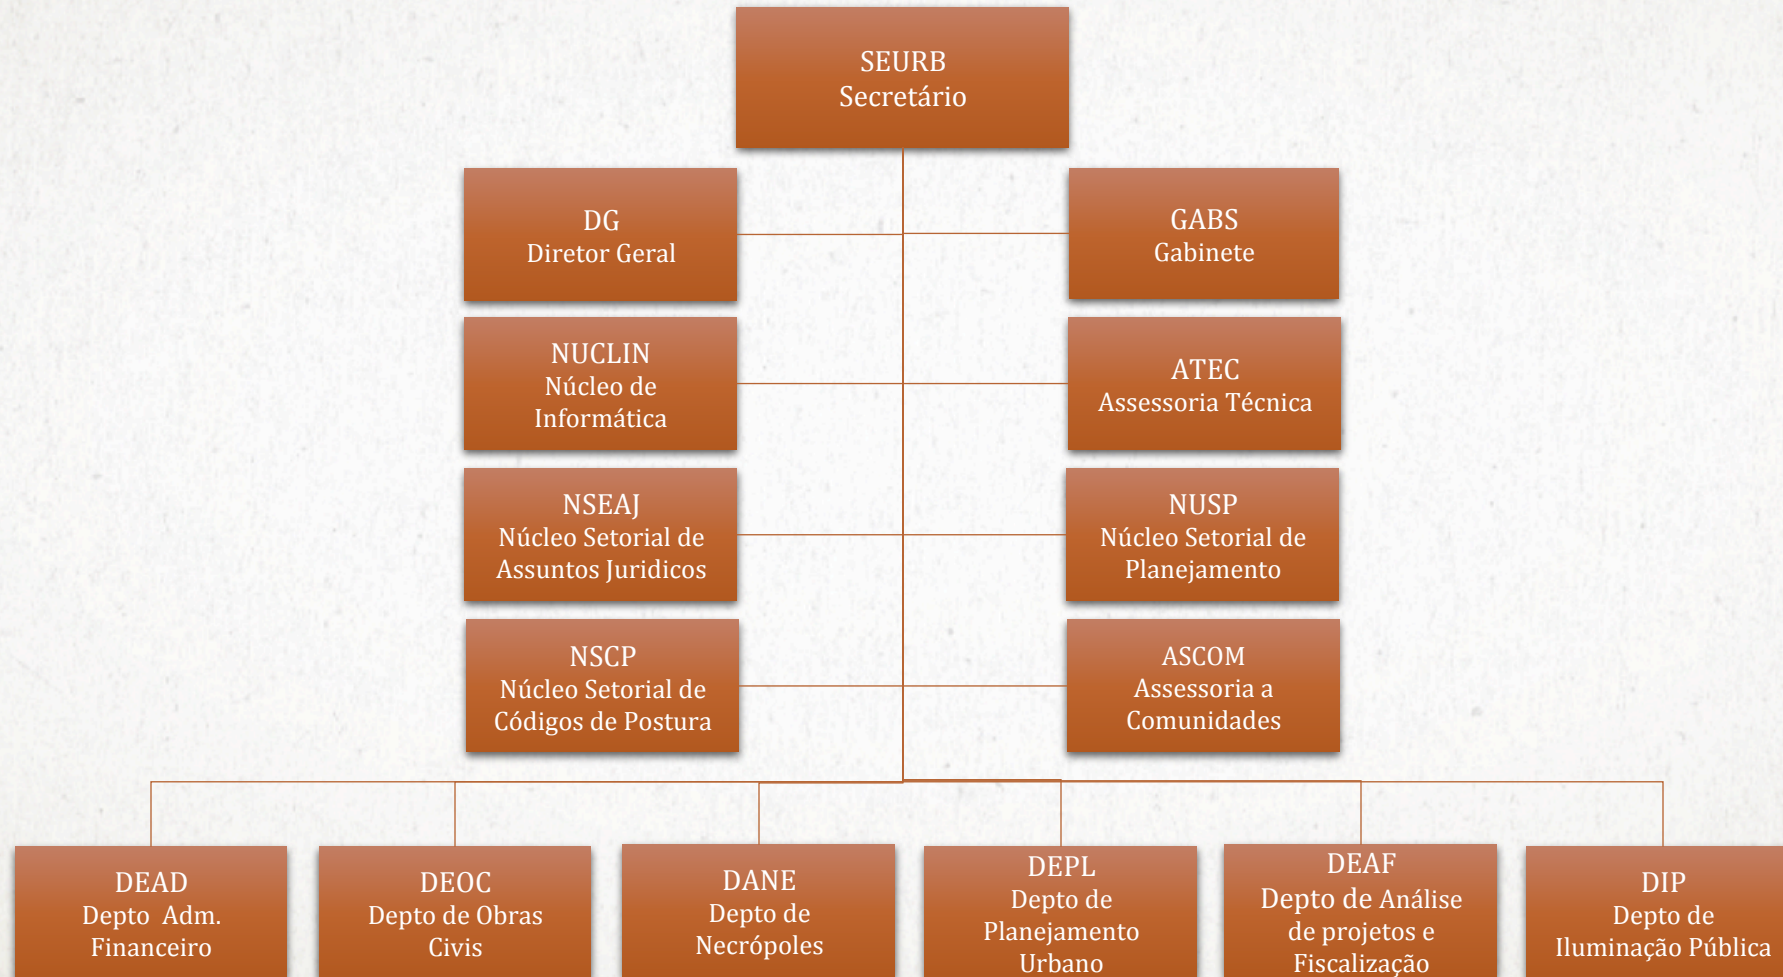 SEURB
Secretário
DG
Diretor Geral
GABS
Gabinete
NUCLIN
Núcleo de
Informática
ATEC
Assessoria Técnica
NSEAJ
Núcleo Setorial de
Assuntos Juridicos
NUSP
Núcleo Setorial de
Planejamento
NSCP
Núcleo Setorial de
Códigos de Postura
ASCOM
Assessoria a
Comunidades
DEAD
Depto Adm.
Financeiro
DEOC
Depto de Obras
Civis
DANE
Depto de
Necrópoles
DEPL
Depto de
Planejamento
Urbano
DEAF
Depto de Análise
de projetos e
Fiscalização
DIP
Depto de
Iluminação Pública